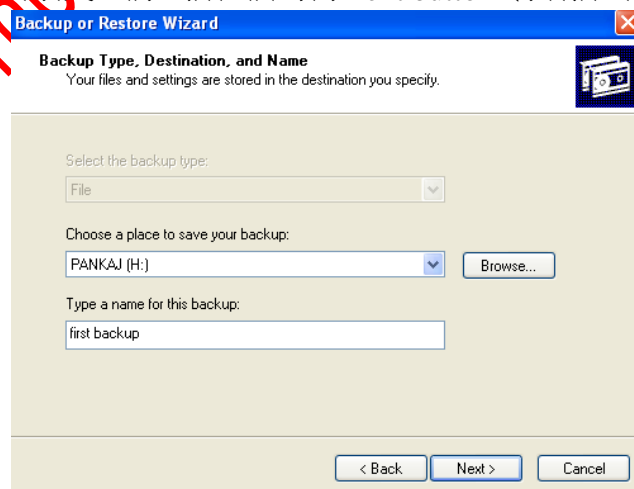 Backup or Restore Wizard
Backup Type, Destination, and Name
Your files and settings are stored in the destination you specify.
Select the backup type:
File
Choose a place to save your backup:
PANKAJ (H:)
Browse...
Type a name for this backup:
first backup
< Back
Next >
Cancel